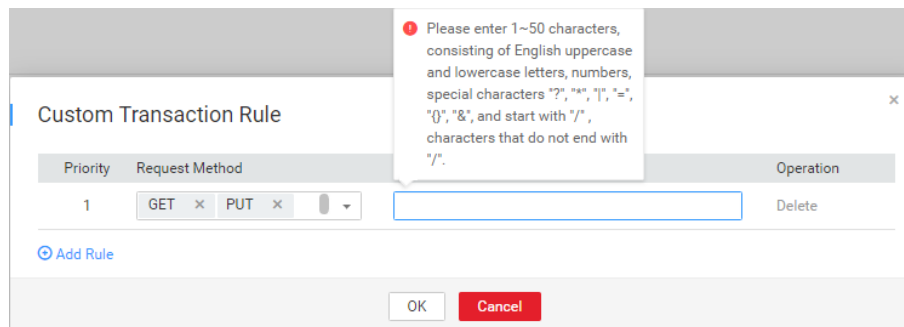 Please enter 1~50 characters,
consisting of English uppercase
and lowercase letters, numbers,
special characters "?", "*", "|", "=",
"{}", "&", and start with "/" ,
characters that do not end with
"/".
Custom Transaction Rule
Priority Request Method Operation
1 GET × PUT × Delete
Add Rule
OK Cancel